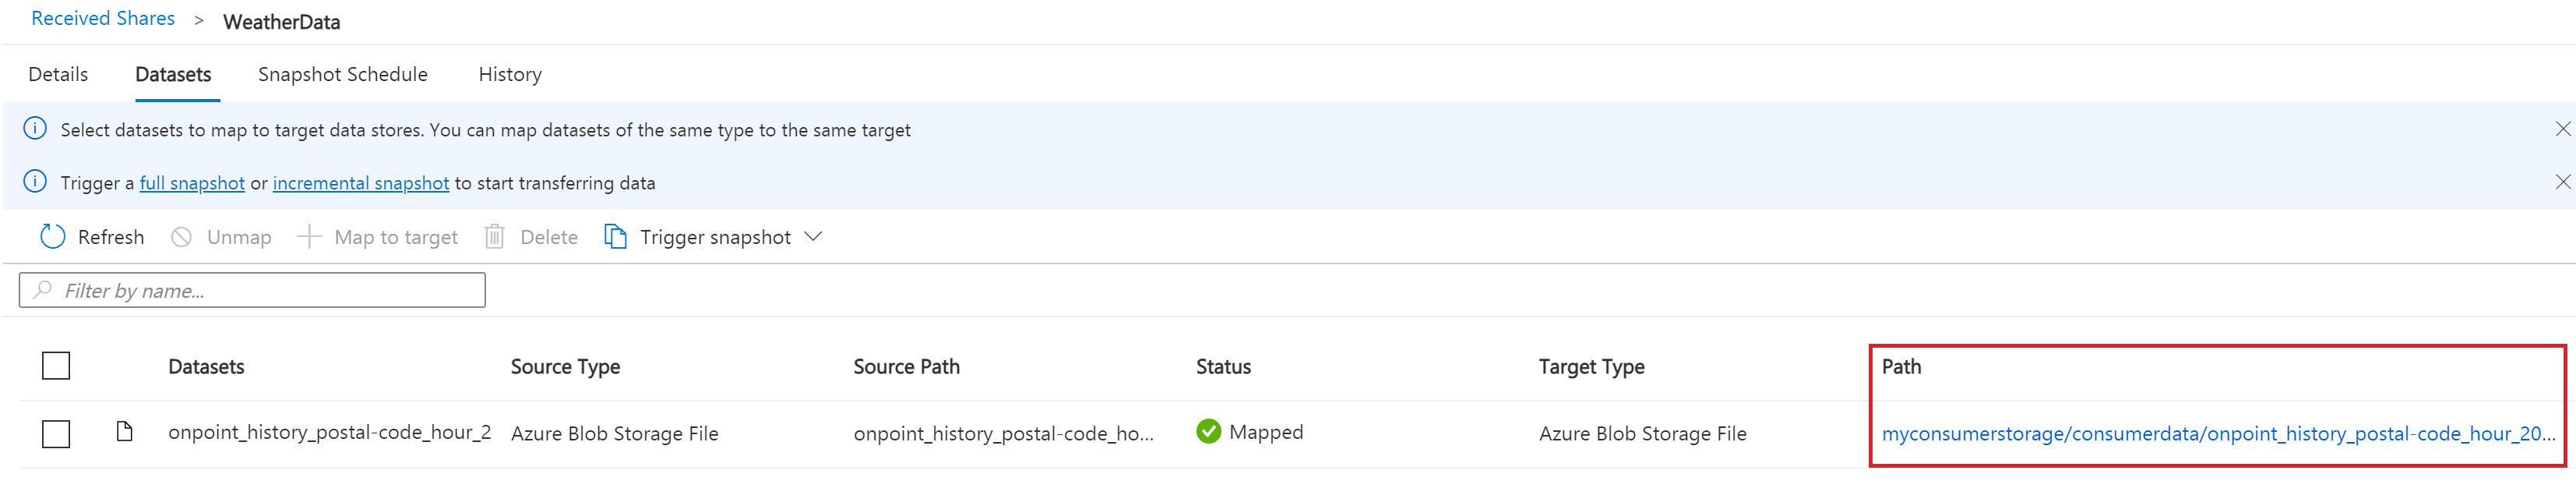 Received Shares > WeatherData
Details Datasets Snapshot Schedule History
Select datasets to map to target data stores. You can map datasets of the same type to the same target
Trigger a full snapshot or incremental snapshot to start transferring data
Refresh Unmap Map to target Delete Trigger snapshot
Filter by name...
Datasets Source Type Source Path Status Target Type Path
onpoint_history_postal-code_hour_2 Azure Blob Storage File onpoint_history_postal-code_ho... Mapped Azure Blob Storage File myconsumerstorage/consumerdata/onpoint_history_postal-code_hour_20...